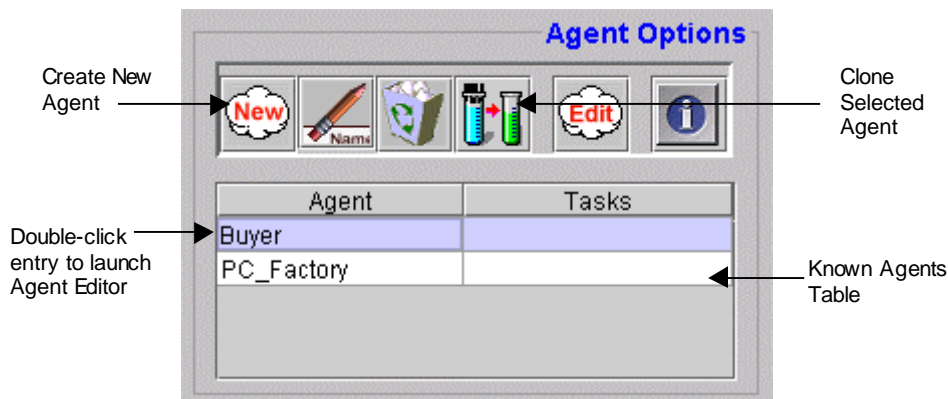 Agent Options
Create New
Agent
New
Name
Edit
i
Clone
Selected
Agent
Agent Tasks
Buyer
PC_Factory
Double-click
entry to launch
Agent Editor
Known Agents
Table